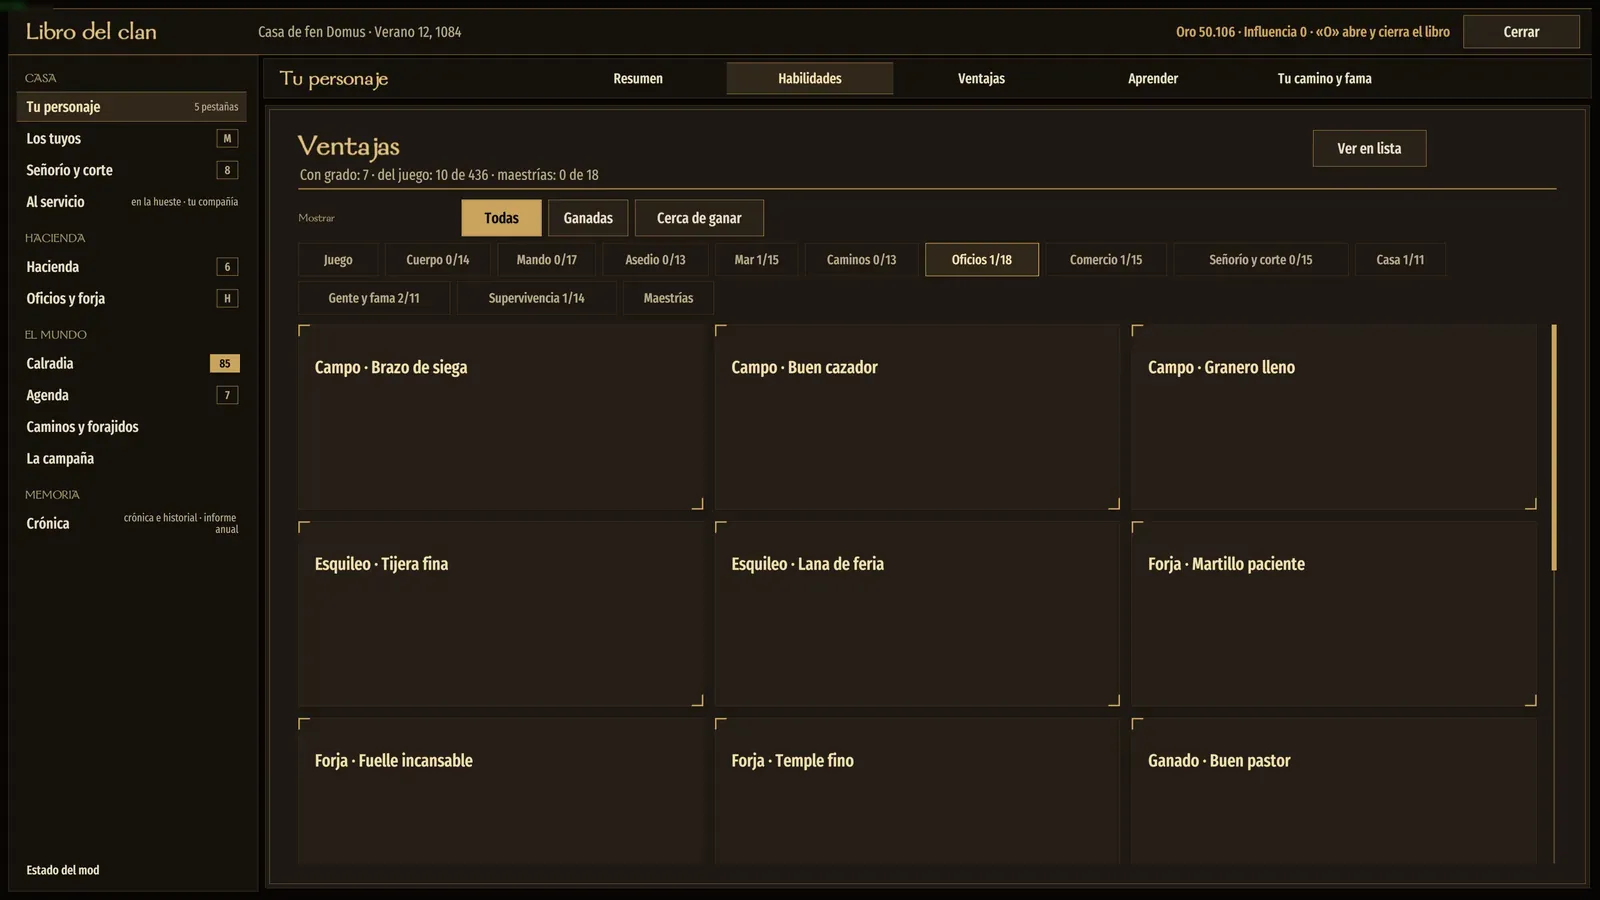 Libro del clan
Casa de fen Domus · Verano 12, 1084
Oro 50.106 · Influencia 0 · «O» abre y cierra el libro
Cerrar
CASA
Tu personaje
5 pestañas
Los tuyos
M
Señorío y corte
8
Al servicio
en la hueste · tu compañía
HACIENDA
Hacienda
6
Oficios y forja
H
EL MUNDO
Calradia
85
Agenda
7
Caminos y forajidos
La campaña
MEMORIA
Crónica
crónica e historial · informe
anual
Estado del mod
Tu personaje
Resumen
Habilidades
Ventajas
Aprender
Tu camino y fama
Ventajas
Con grado: 7 · del juego: 10 de 436 · maestrías: 0 de 18
Ver en lista
Mostrar
Todas
Ganadas
Cerca de ganar
Juego
Cuerpo 0/14
Mando 0/17
Asedio 0/13
Mar 1/15
Caminos 0/13
Oficios 1/18
Comercio 1/15
Señorío y corte 0/15
Casa 1/11
Gente y fama 2/11
Supervivencia 1/14
Maestrías
Campo · Brazo de siega
Campo · Buen cazador
Campo · Granero lleno
Esquileo · Tijera fina
Esquileo · Lana de feria
Forja · Martillo paciente
Forja · Fuelle incansable
Forja · Temple fino
Ganado · Buen pastor